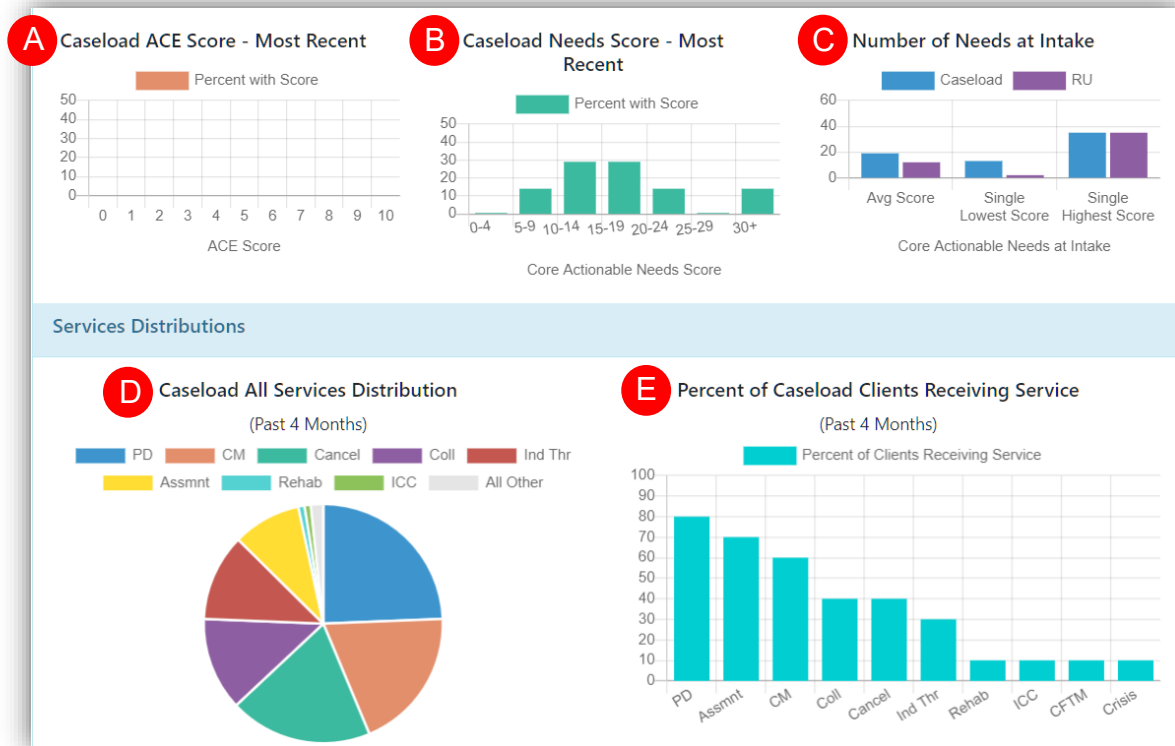 A Caseload ACE Score - Most Recent
Percent with Score
50
40
30
20
10
0
0 1 2 3 4 5 6 7 8 9 10
ACE Score
B Caseload Needs Score - Most
Recent
Percent with Score
50
40
30
20
10
0
0-4 5-9 10-14 15-19 20-24 25-29 30+
Core Actionable Needs Score
C Number of Needs at Intake
Caseload RU
60
40
20
0
Avg Score Single Single
Lowest Score Highest Score
Core Actionable Needs at Intake
Services Distributions
D Caseload All Services Distribution
(Past 4 Months)
PD CM Cancel Coll Ind Thr
Assmnt Rehab ICC All Other
E Percent of Caseload Clients Receiving Service
(Past 4 Months)
Percent of Clients Receiving Service
100
90
80
70
60
50
40
30
20
10
0
PD Assmnt CM Coll Cancel Ind Thr Rehab ICC CFTM Crisis